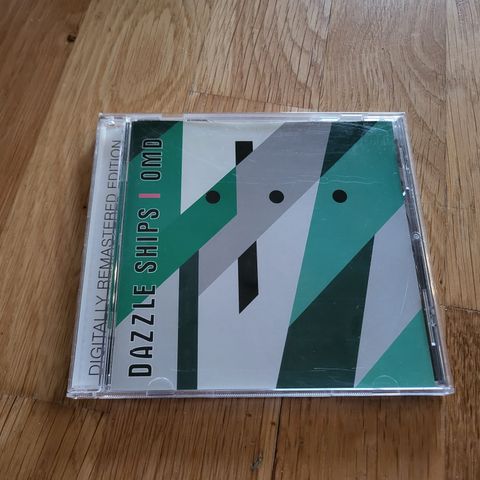 DIGITALLY REMASTERED EDITION
DAZZLE SHIPS | OMD